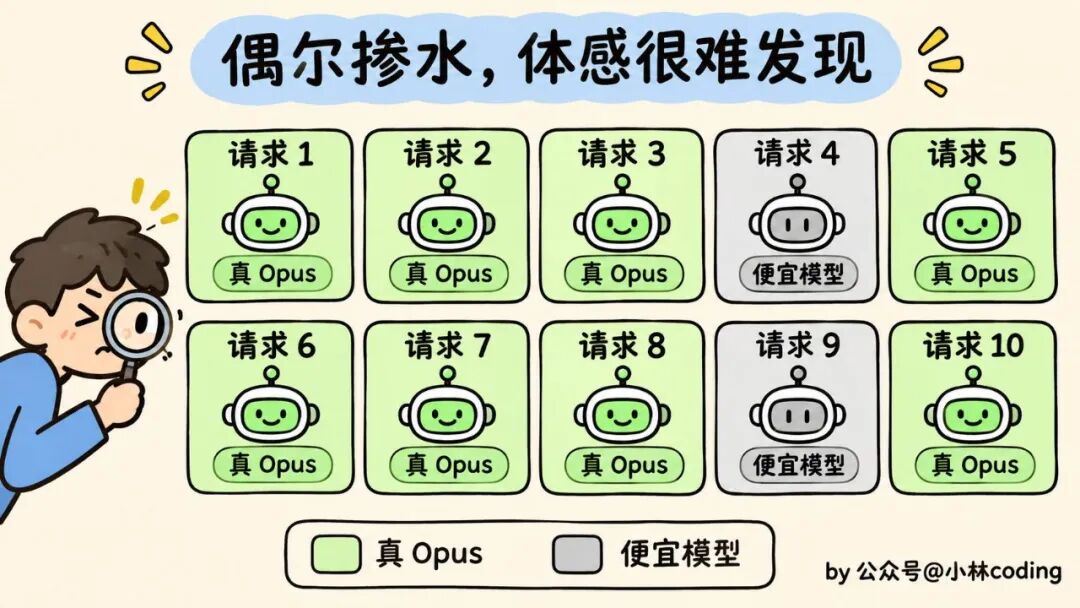 偶尔掺水，体感很难发现
请求 1
真 Opus
请求 2
真 Opus
请求 3
真 Opus
请求 4
便宜模型
请求 5
真 Opus
请求 6
真 Opus
请求 7
真 Opus
请求 8
真 Opus
请求 9
便宜模型
请求 10
真 Opus
真 Opus
便宜模型
by 公众号@小林coding